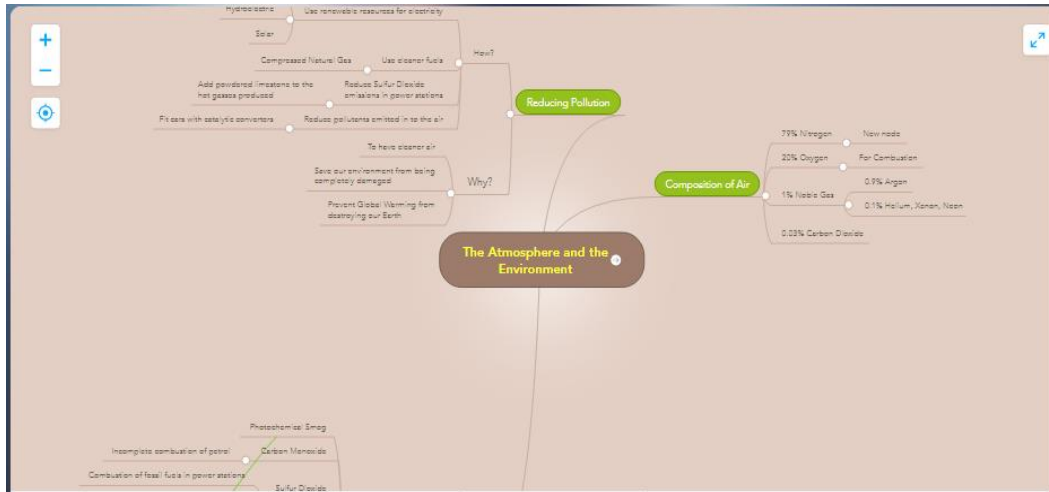 Hydroelectric
Use renewable resources for electricity
Solar
How?
Compressed Natural Gas
Use cleaner fuels
Add powdered limestone to the
hot gasses produced
Reduce Sulfur Dioxide
emissions in power stations
Fit cars with catalytic convertors
Reduce pollutants emitted in to the air
Reducing Pollution
To have cleaner air
Why?
Save our environment from being
completely damaged
Prevent Global Warming from
destroying our Earth
79% Nitrogen
New node
20% Oxygen
For Combustion
Composition of Air
0.9% Argon
1% Noble Gas
0.1% Helium, Xenon, Neon
0.03% Carbon Dioxide
The Atmosphere and the
Environment
Photochemical Smog
Incomplete combustion of petrol
Carbon Monoxide
Combustion of fossil fuels in power stations
Sulfur Dioxide